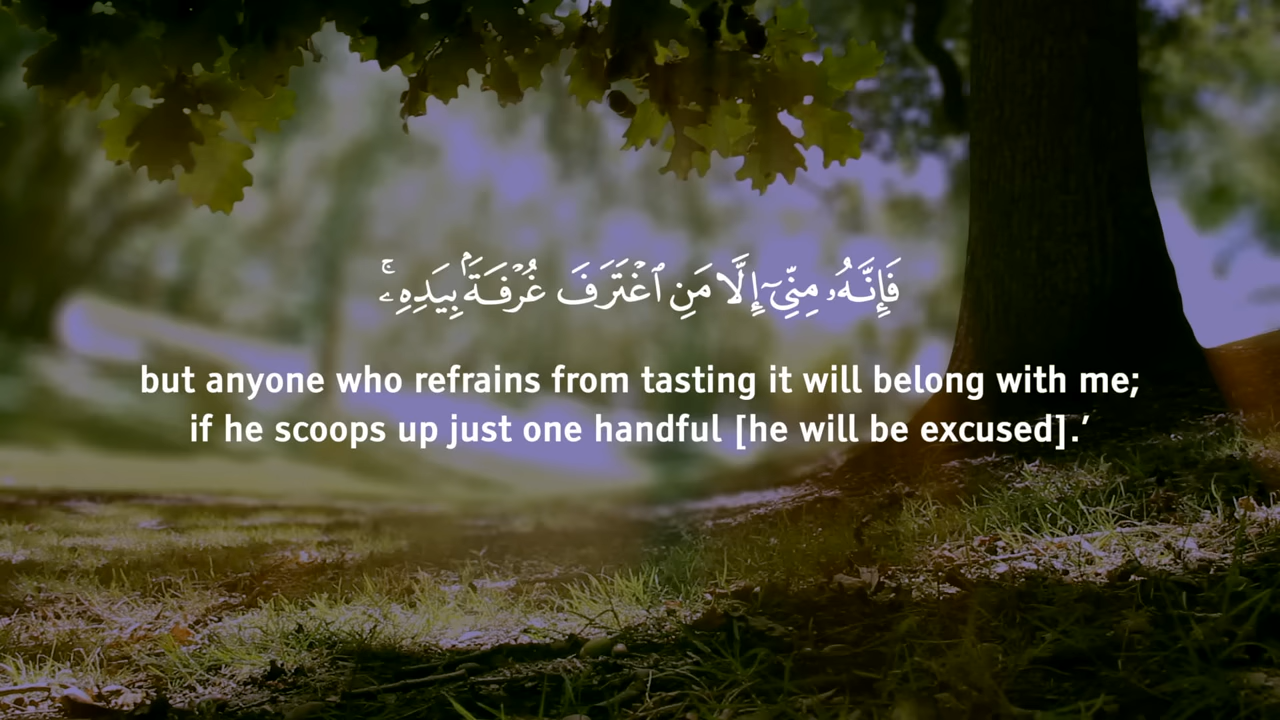 فَإِنَّهُۥ مِنِّىٓ إِلَّا مَنِ ٱغْتَرَفَ غُرْفَةًۢ بِيَدِهِۦ ۚ
but anyone who refrains from tasting it will belong with me;
if he scoops up just one handful [he will be excused].’